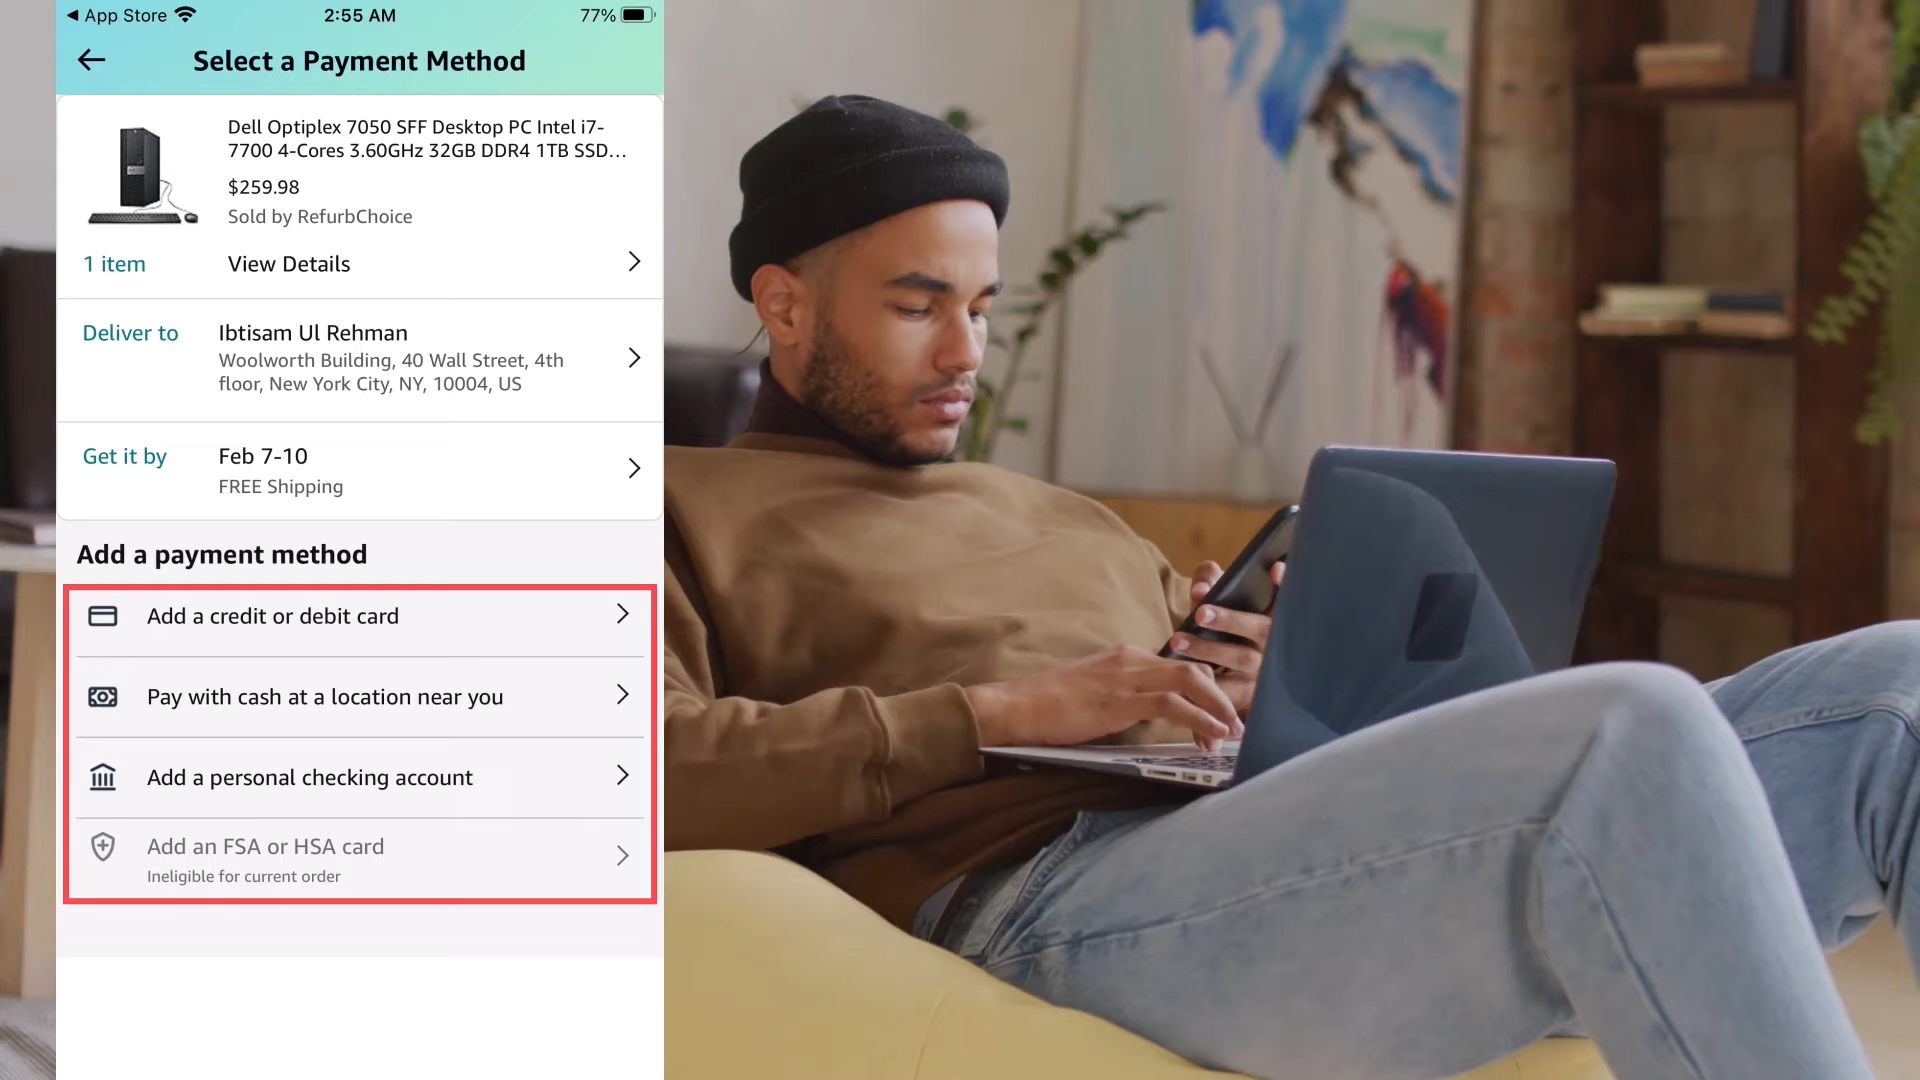 App Store
2:55 AM
77%
Select a Payment Method
Dell Optiplex 7050 SFF Desktop PC Intel i7-
7700 4-Cores 3.60GHz 32GB DDR4 1TB SSD...
$259.98
Sold by RefurbChoice
1 item View Details
Deliver to Ibtisam Ul Rehman
Woolworth Building, 40 Wall Street, 4th
floor, New York City, NY, 10004, US
Get it by Feb 7-10
FREE Shipping
Add a payment method
Add a credit or debit card
Pay with cash at a location near you
Add a personal checking account
Add an FSA or HSA card
Ineligible for current order